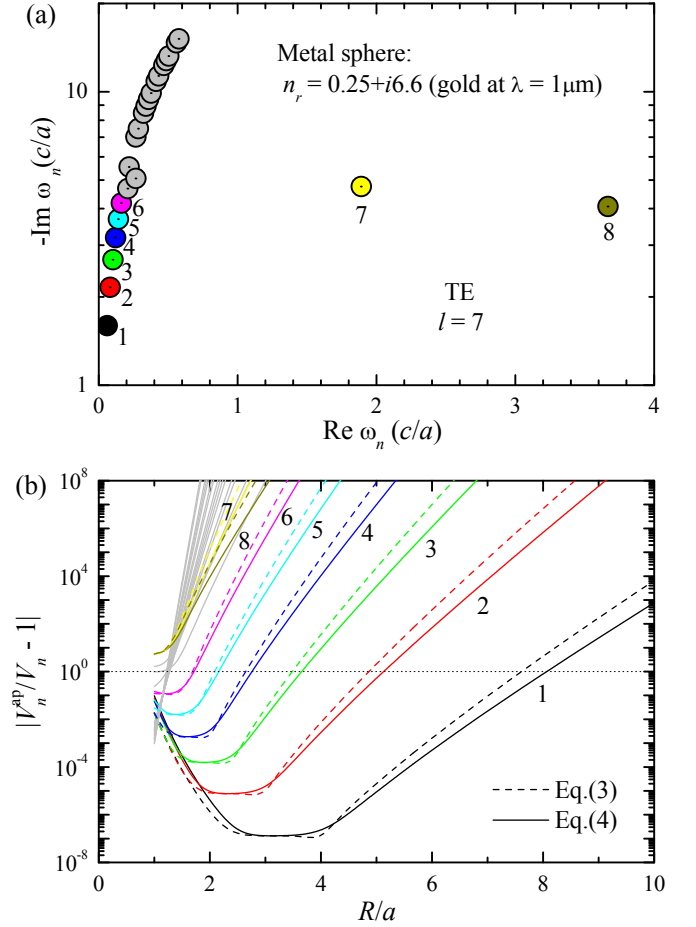 (a)
Metal sphere:
n_r = 0.25+i6.6 (gold at λ = 1μm)
10
-Im ω_n(c/a)
6
5
4
3
2
1
7
8
TE
l = 7
1
0
1
2
3
4
Re ω_n (c/a)
(b)
10^8
7
8
6
5
4
3
2
1
10^4
|V_n^ap/V_n - 1|
10^0
10^-4
10^-8
Eq.(3)
Eq.(4)
0
2
4
6
8
10
R/a